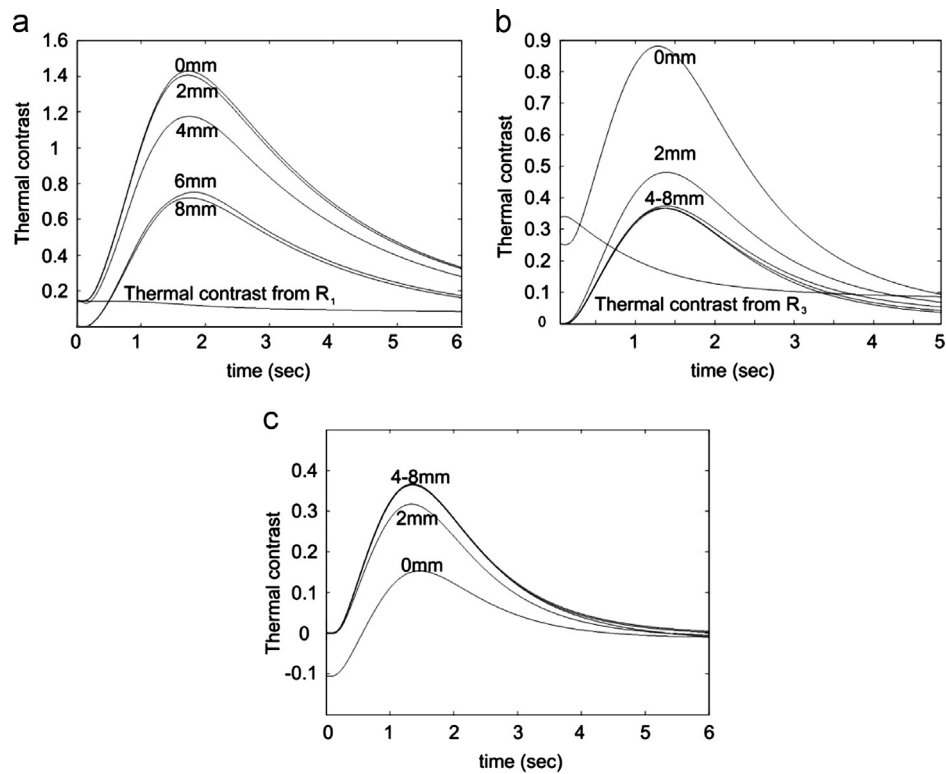 a
1.6
1.4
1.2
1.0
0.8
0.6
0.4
0.2
Thermal contrast
0mm
2mm
4mm
6mm
8mm
Thermal contrast from R1
0 1 2 3 4 5 6
time (sec)
b
0.9
0.8
0.7
0.6
0.5
0.4
0.3
0.2
0.1
0
Thermal contrast
0mm
2mm
4-8mm
Thermal contrast from R3
1 2 3 4 5
time (sec)
c
0.4
0.3
0.2
0.1
0
-0.1
Thermal contrast
4-8mm
2mm
0mm
0 1 2 3 4 5 6
time (sec)